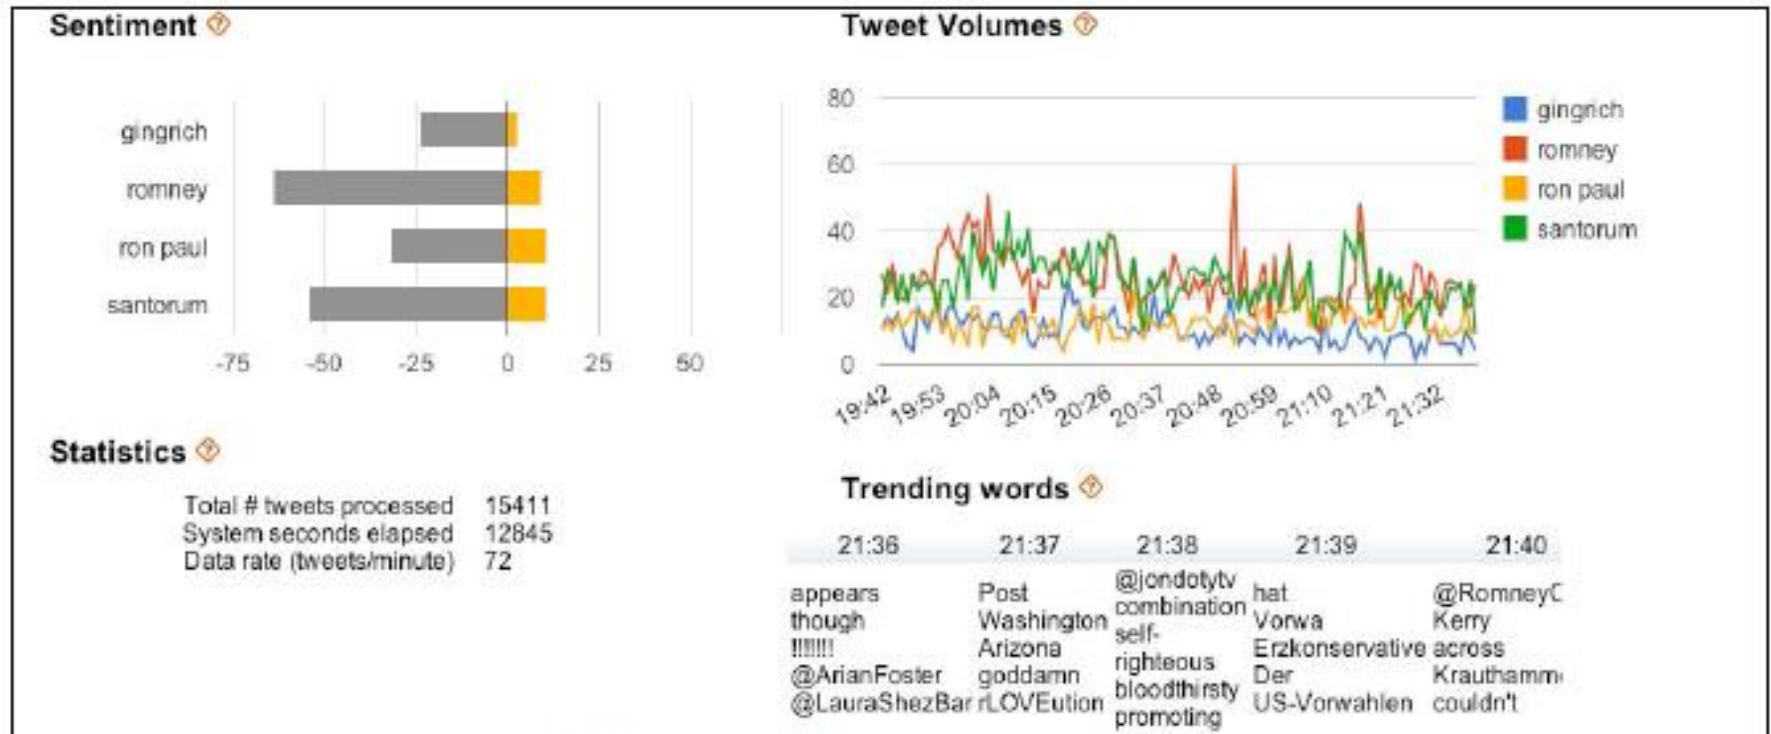 Sentiment
gingrich
romney
ron paul
santorum
-75 -50 -25 0 25 50
Statistics
Total # tweets processed 15411
System seconds elapsed 12845
Data rate (tweets/minute) 72
Tweet Volumes
80
60
40
20
0
19:42 19:53 20:04 20:15 20:26 20:37 20:48 20:59 21:10 21:21 21:32
gingrich
romney
ron paul
santorum
Trending words
21:36 21:37 21:38 21:39 21:40
appears
though
!!!!!!!
@ArianFoster
@LauraShezBar
Post
Washington
Arizona
goddamn
rLOVEution
@jondotytv
combination
self-
righteous
bloodthirsty
promoting
hat
Vorwa
Erzkonservative
Der
US-Vorwahlen
@RomneyC
Kerry
across
Krauthamm
couldn't